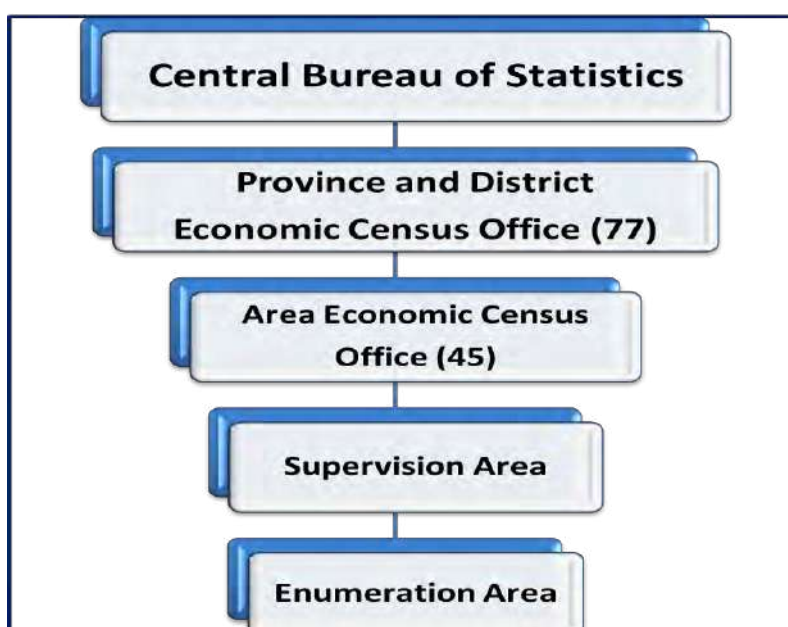 Central Bureau of Statistics
Province and District
Economic Census Office (77)
Area Economic Census
Office (45)
Supervision Area
Enumeration Area